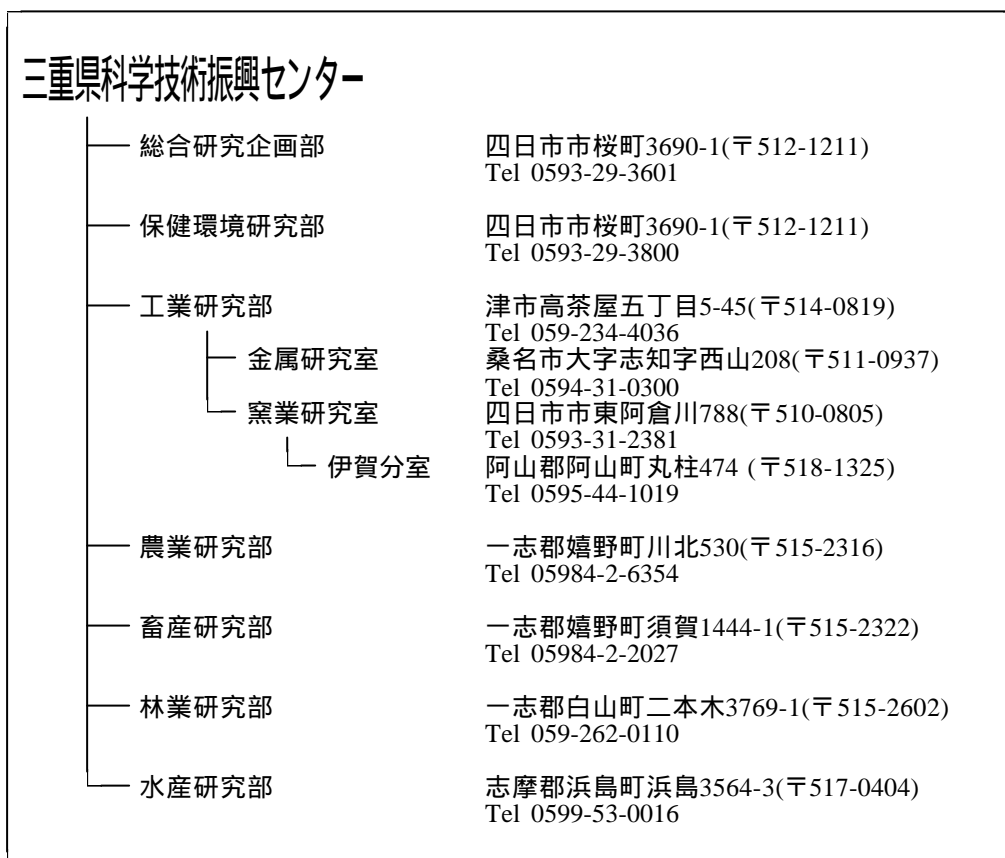 三重県科学技術振興センター
総合研究企画部 四日市市桜町3690-1(〒512-1211)
Tel 0593-29-3601
保健環境研究部 四日市市桜町3690-1(〒512-1211)
Tel 0593-29-3800
工業研究部 津市高茶屋五丁目5-45(〒514-0819)
Tel 059-234-4036
金属研究室 桑名市大字志知字西山208(〒511-0937)
Tel 0594-31-0300
窯業研究室 四日市市東阿倉川788(〒510-0805)
Tel 0593-31-2381
伊賀分室 阿山郡阿山町丸柱474 (〒518-1325)
Tel 0595-44-1019
農業研究部 一志郡嬉野町川北530(〒515-2316)
Tel 05984-2-6354
畜産研究部 一志郡嬉野町須賀1444-1(〒515-2322)
Tel 05984-2-2027
林業研究部 一志郡白山町二本木3769-1(〒515-2602)
Tel 059-262-0110
水産研究部 志摩郡浜島町浜島3564-3(〒517-0404)
Tel 0599-53-0016